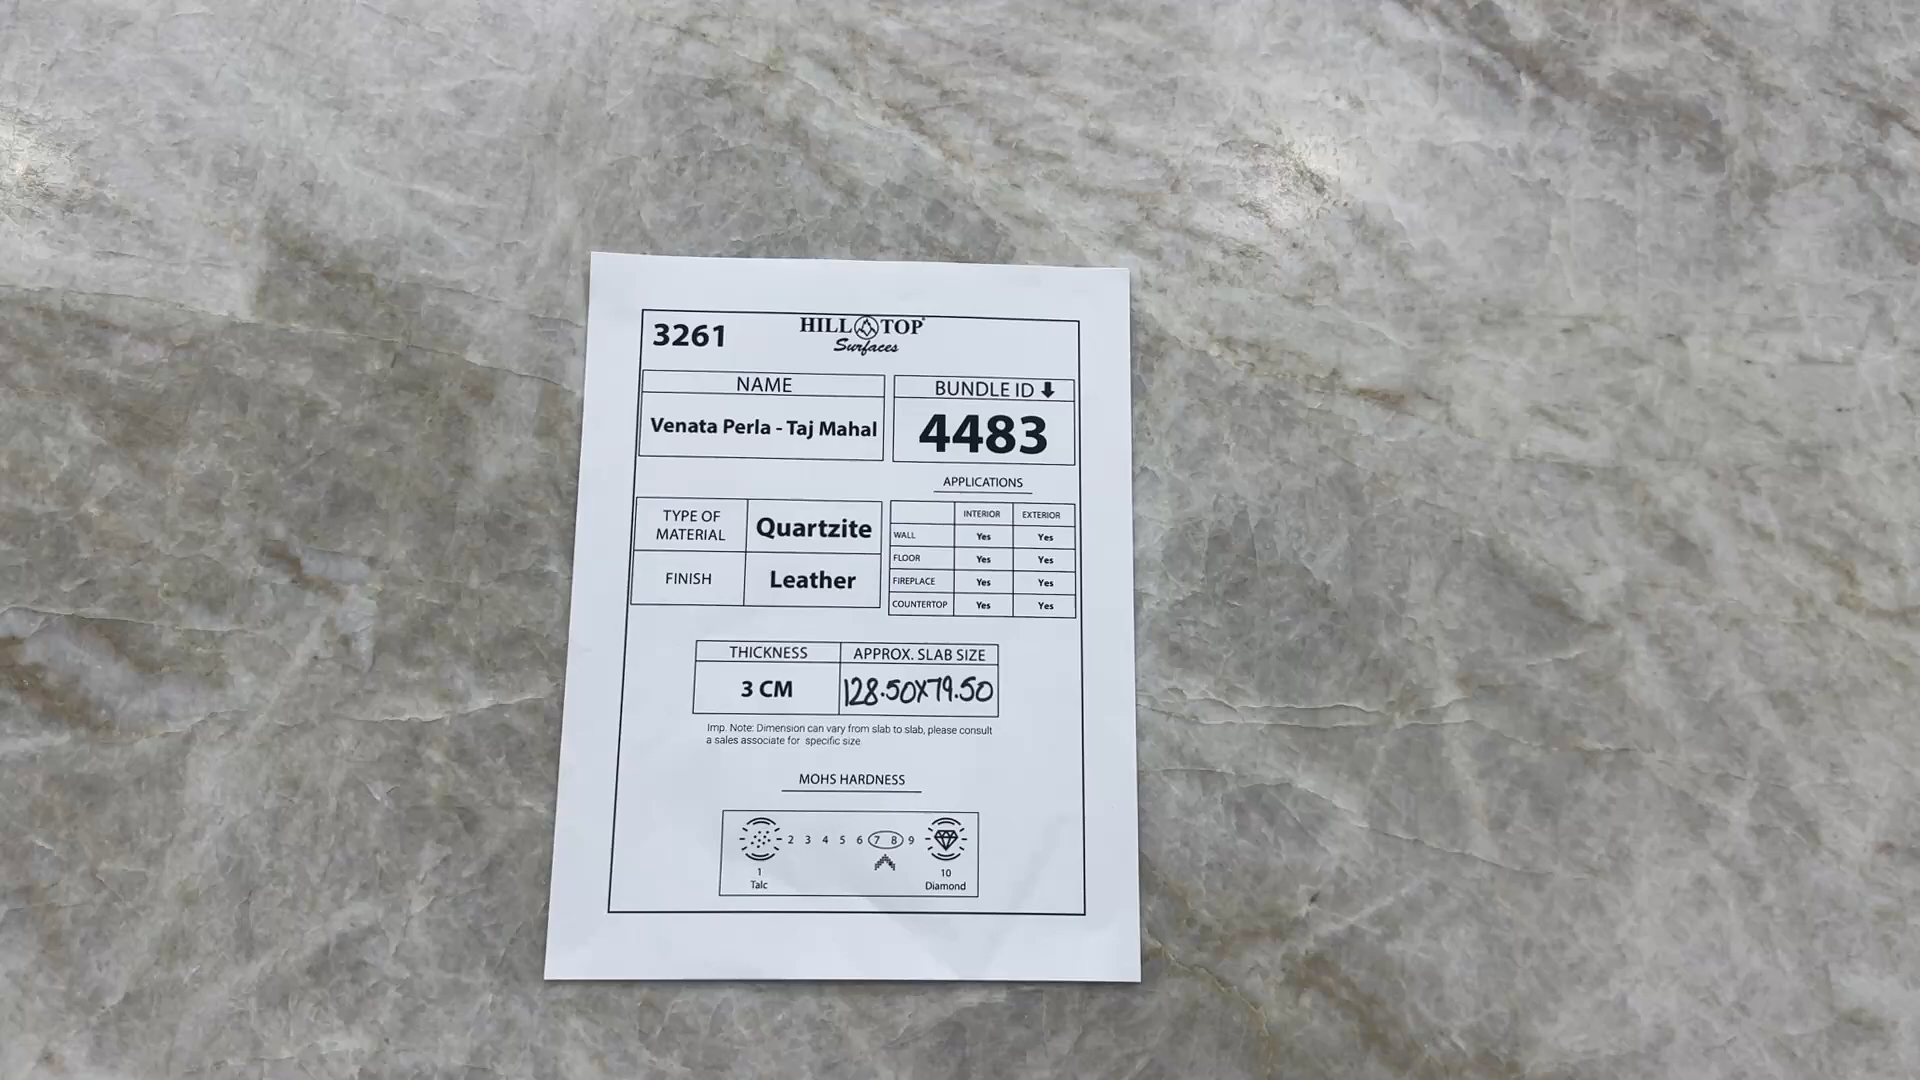 3261
HILL TOP
Surfaces
NAME
Venata Perla - Taj Mahal
BUNDLE ID
4483
APPLICATIONS
INTERIOR EXTERIOR
WALL Yes Yes
FLOOR Yes Yes
FIREPLACE Yes Yes
COUNTERTOP Yes Yes
TYPE OF
MATERIAL
Quartzite
FINISH Leather
THICKNESS APPROX. SLAB SIZE
3 CM 128.50X79.50
Imp. Note: Dimension can vary from slab to slab, please consult
a sales associate for specific size
MOHS HARDNESS
2 3 4 5 6 7 8 9
1 10
Talc Diamond